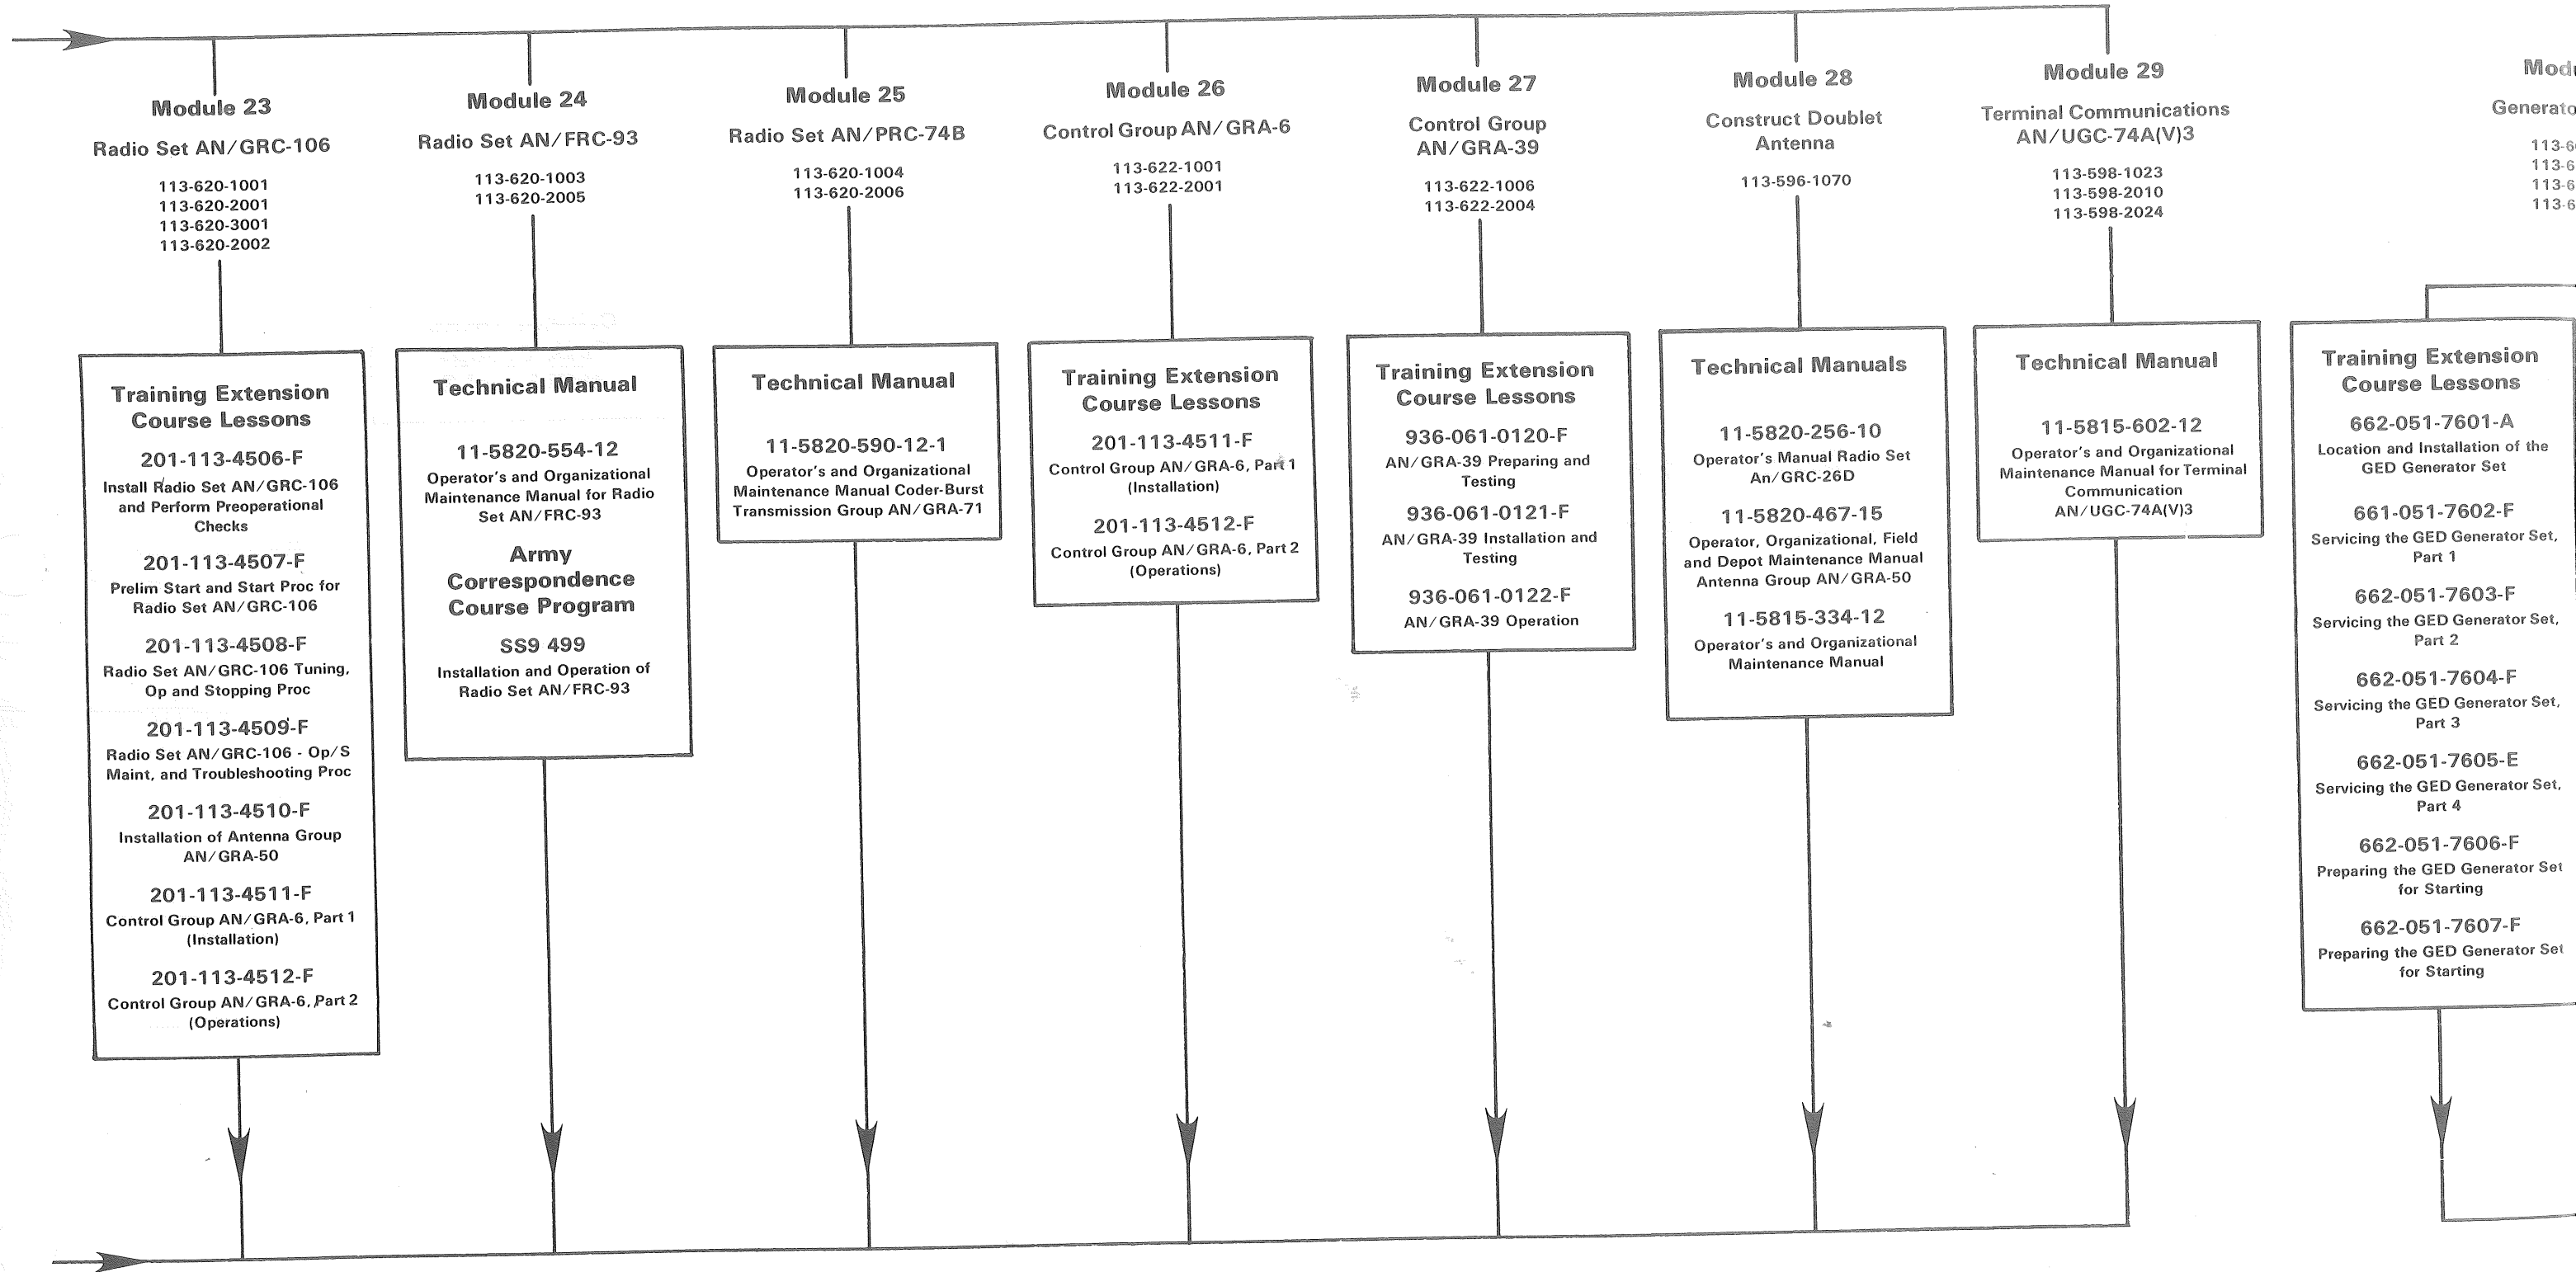 Module 23
Radio Set AN/GRC-106
113-620-1001
113-620-2001
113-620-3001
113-620-2002
Training Extension
Course Lessons
201-113-4506-F
Install Radio Set AN/GRC-106
and Perform Preoperational
Checks
201-113-4507-F
Prelim Start and Start Proc for
Radio Set AN/GRC-106
201-113-4508-F
Radio Set AN/GRC-106 Tuning,
Op and Stopping Proc
201-113-4509-F
Radio Set AN/GRC-106 - Op/S
Maint, and Troubleshooting Proc
201-113-4510-F
Installation of Antenna Group
AN/GRA-50
201-113-4511-F
Control Group AN/GRA-6, Part 1
(Installation)
201-113-4512-F
Control Group AN/GRA-6, Part 2
(Operations)
Module 24
Radio Set AN/FRC-93
113-620-1003
113-620-2005
Technical Manual
11-5820-554-12
Operator's and Organizational
Maintenance Manual for Radio
Set AN/FRC-93
Army
Correspondence
Course Program
SS9 499
Installation and Operation of
Radio Set AN/FRC-93
Module 25
Radio Set AN/PRC-74B
113-620-1004
113-620-2006
Technical Manual
11-5820-590-12-1
Operator's and Organizational
Maintenance Manual Coder-Burst
Transmission Group AN/GRA-71
Module 26
Control Group AN/GRA-6
113-622-1001
113-622-2001
Training Extension
Course Lessons
201-113-4511-F
Control Group AN/GRA-6, Part 1
(Installation)
201-113-4512-F
Control Group AN/GRA-6, Part 2
(Operations)
Module 27
Control Group
AN/GRA-39
113-622-1006
113-622-2004
Training Extension
Course Lessons
936-061-0120-F
AN/GRA-39 Preparing and
Testing
936-061-0121-F
AN/GRA-39 Installation and
Testing
936-061-0122-F
AN/GRA-39 Operation
Module 28
Construct Doublet
Antenna
113-596-1070
Technical Manuals
11-5820-256-10
Operator's Manual Radio Set
An/GRC-26D
11-5820-467-15
Operator, Organizational, Field
and Depot Maintenance Manual
Antenna Group AN/GRA-50
11-5815-334-12
Operator's and Organizational
Maintenance Manual
Module 29
Terminal Communications
AN/UGC-74A(V)3
113-598-1023
113-598-2010
113-598-2024
Technical Manual
11-5815-602-12
Operator's and Organizational
Maintenance Manual for Terminal
Communication
AN/UGC-74A(V)3
Training Extension
Course Lessons
662-051-7601-A
Location and Installation of the
GED Generator Set
661-051-7602-F
Servicing the GED Generator Set,
Part 1
662-051-7603-F
Servicing the GED Generator Set,
Part 2
662-051-7604-F
Servicing the GED Generator Set,
Part 3
662-051-7605-E
Servicing the GED Generator Set,
Part 4
662-051-7606-F
Preparing the GED Generator Set
for Starting
662-051-7607-F
Preparing the GED Generator Set
for Starting